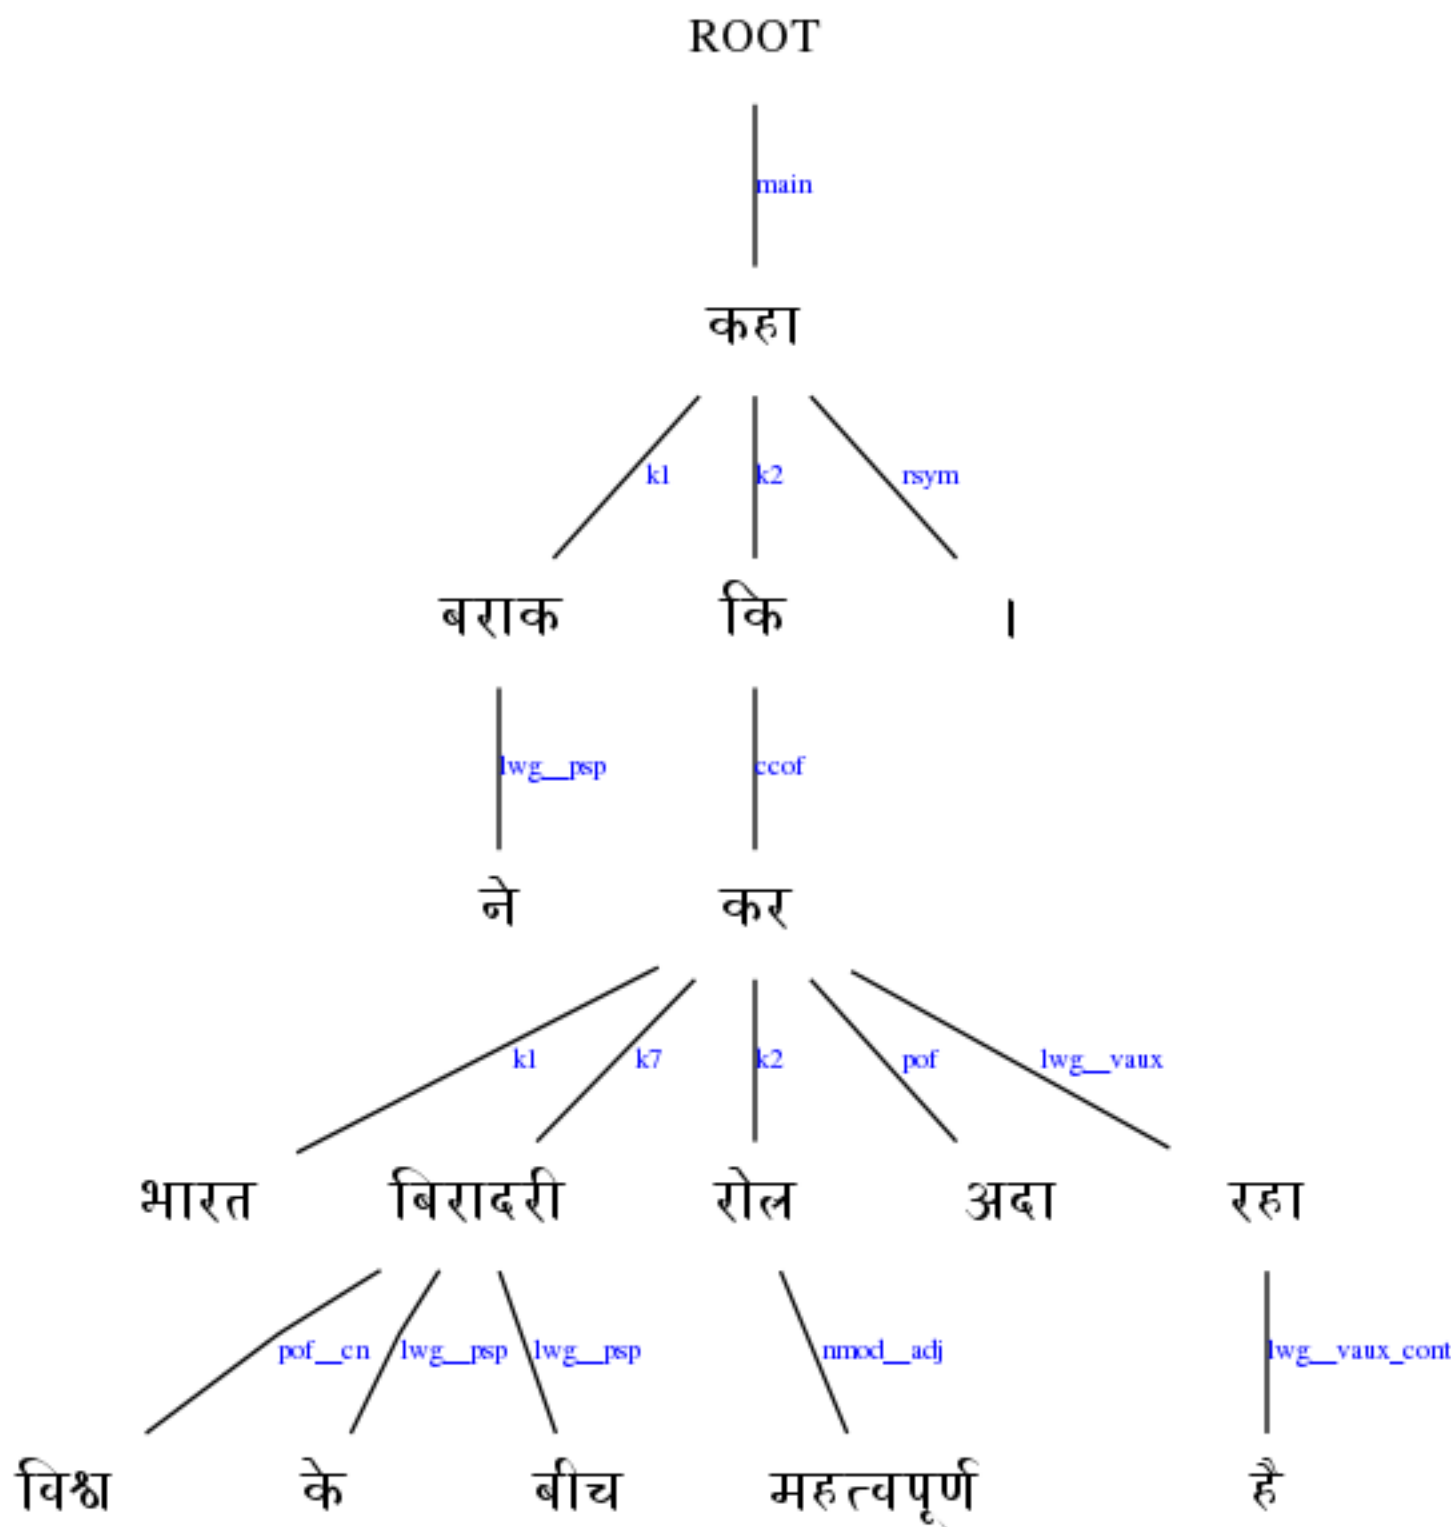 ROOT
main
कहा
k1 k2 rsym
बराक कि ।
lwg__psp ccof
ने कर
k1 k7 k2 pof lwg__vaux
भारत बिरादरी रोल अदा रहा
pof__cn lwg__psp lwg__psp nmod__adj lwg__vaux_cont
विश्व के बीच महत्वपूर्ण है